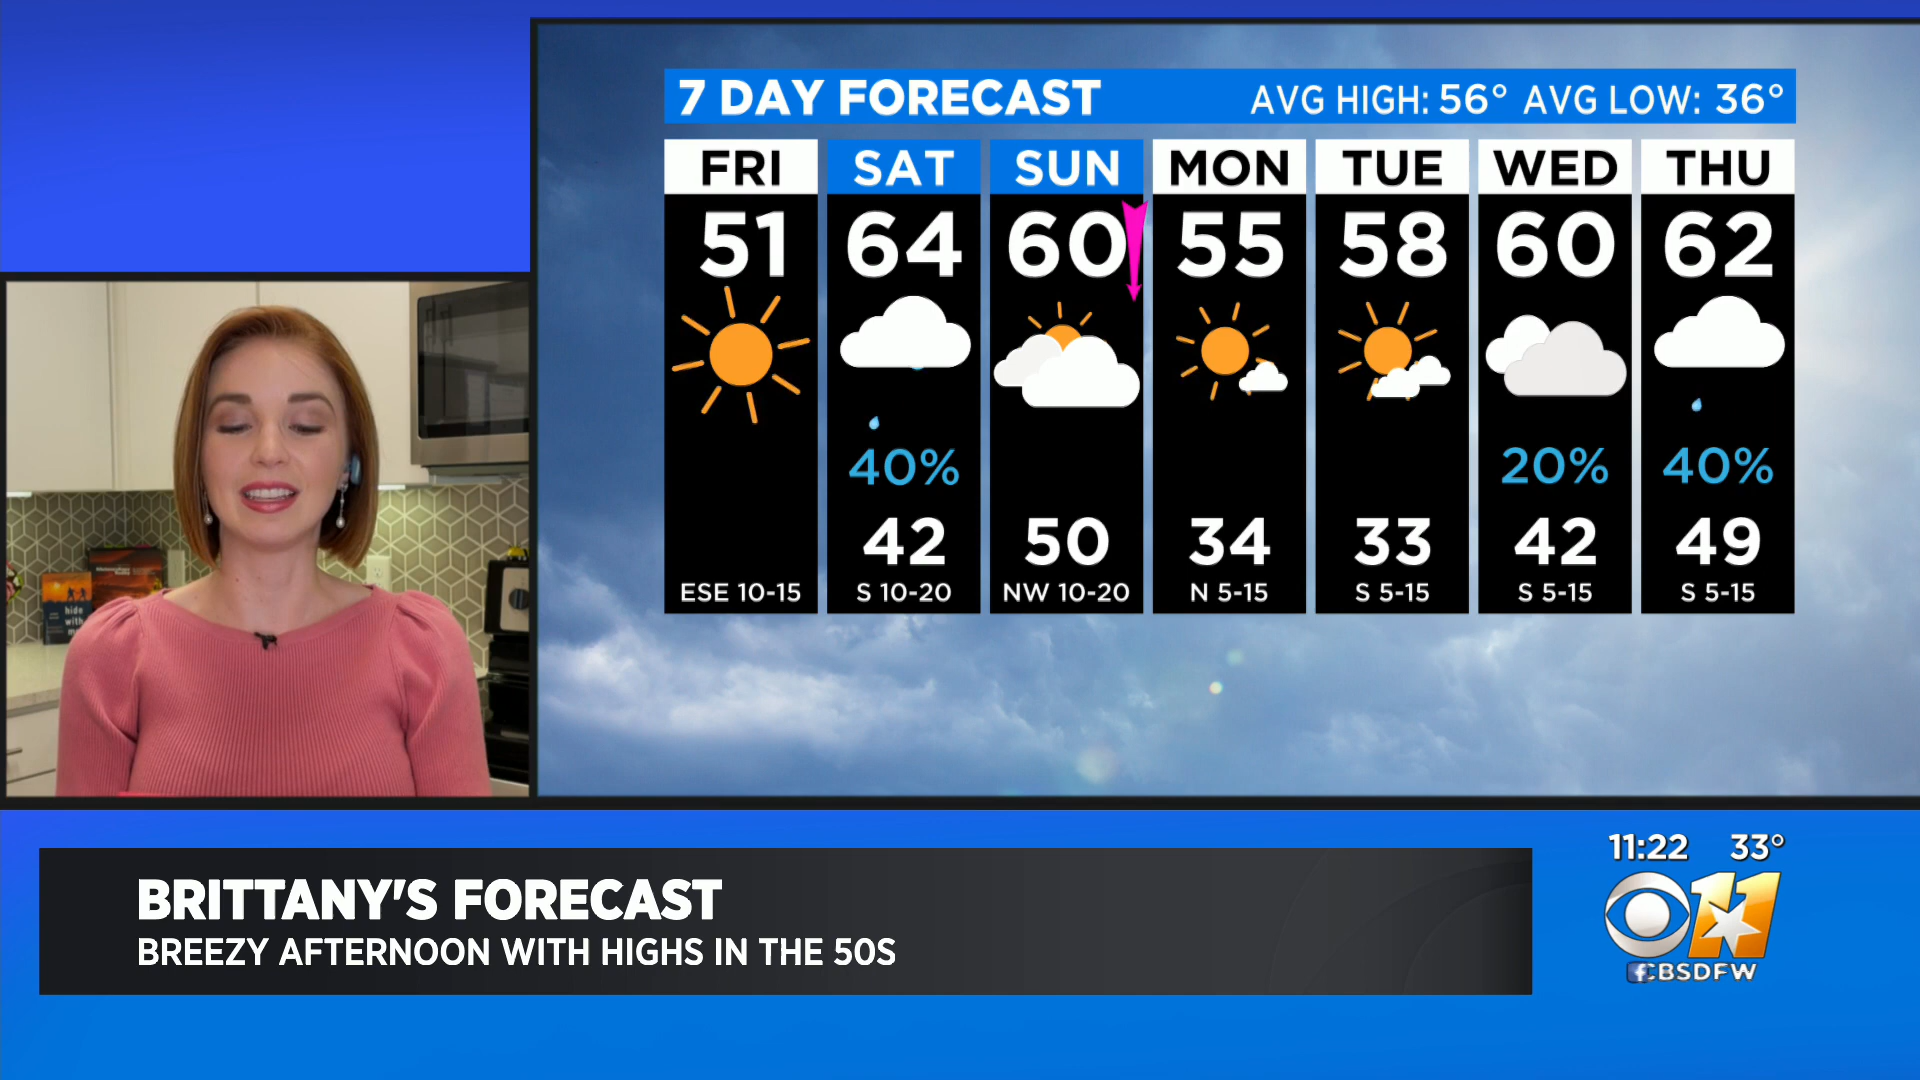 7 DAY FORECAST AVG HIGH: 56° AVG LOW: 36°
FRI SAT SUN MON TUE WED THU
51 64 60 55 58 60 62
40% 20% 40%
42 50 34 33 42 49
ESE 10-15 S 10-20 NW 10-20 N 5-15 S 5-15 S 5-15 S 5-15
hide
with
11:22 33°
BRITTANY'S FORECAST
BREEZY AFTERNOON WITH HIGHS IN THE 50S
11
CBSDFW